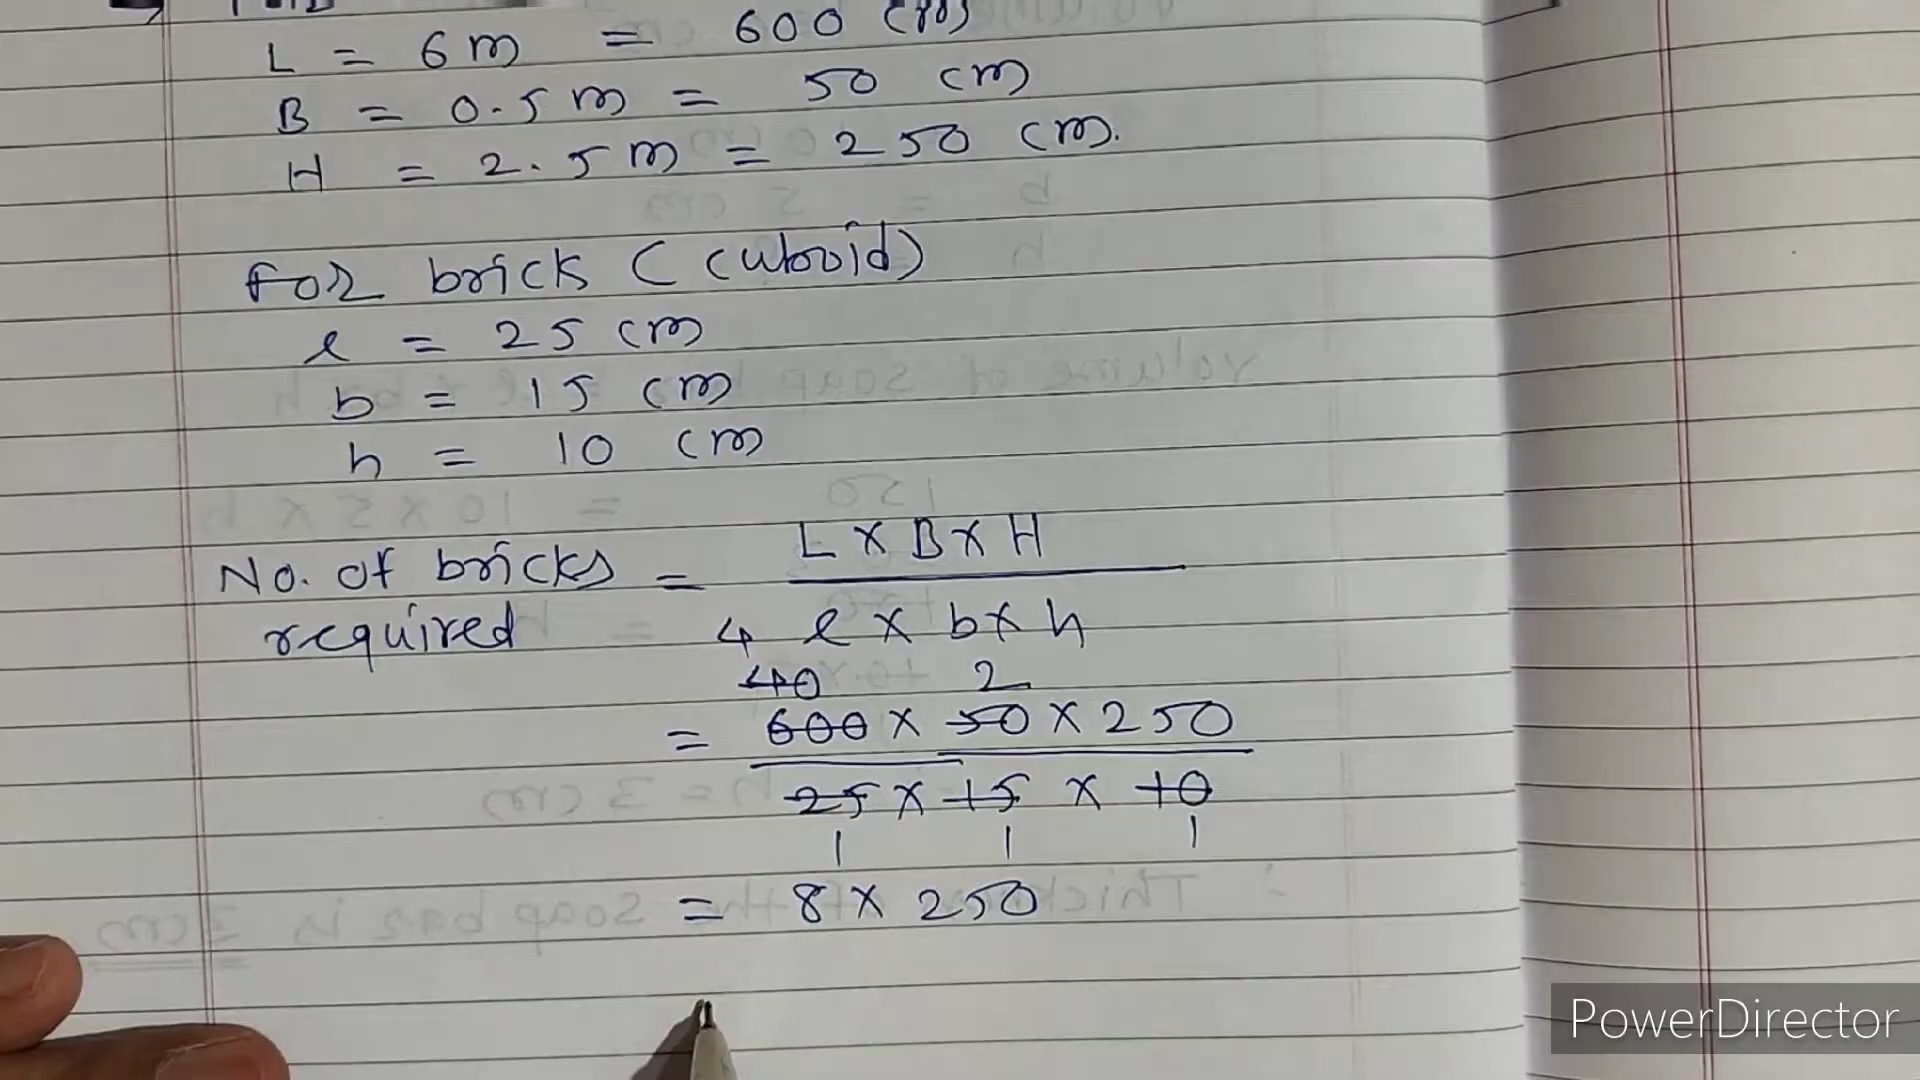 L = 6 m = 600 cm
B = 0.5 m = 50 cm
H = 2.5 m = 250 cm.
For brick (cuboid)
l = 25 cm
b = 15 cm
h = 10 cm
No. of bricks required = L x B x H
l x b x h
4
40 2
= 600 x 50 x 250
25 x 15 x 10
1 1 1
= 8 x 250
PowerDirector